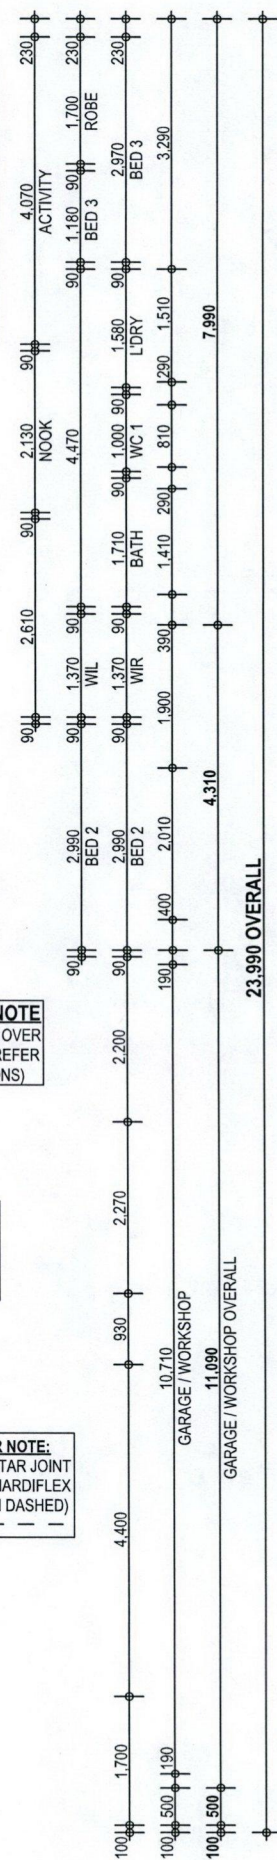 230
4,070
ACTIVITY
90
2,130
NOOK
90
2,610
90
230
1,700
ROBE
90
1,180
BED 3
90
4,470
90
1,370
WIL
90
2,990
BED 2
90
230
2,970
BED 3
90
1,580
L'DRY
90
1,000
WC 1
90
1,710
BATH
90
1,370
WIR
90
2,990
BED 2
90
2,200
2,270
930
4,400
1,700
100
3,290
1,510
290
810
290
1,410
390
1,900
2,010
400
190
10,710
GARAGE / WORKSHOP
190
500
100
7,990
4,310
11,090
GARAGE / WORKSHOP OVERALL
500
100
23,990 OVERALL
NOTE
OVER
REFER
NS)
R NOTE:
TAR JOINT
HARDIFLEX
DASHED)